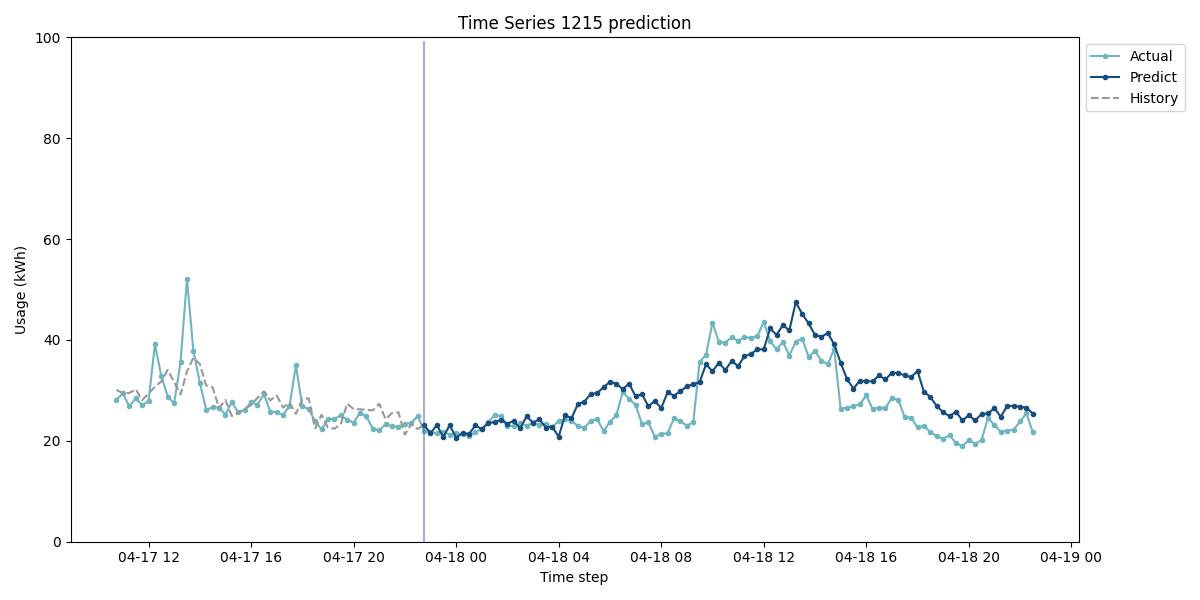 Time Series 1215 prediction
Usage (kWh)
100
80
60
40
20
0
04-17 12
04-17 16
04-17 20
04-18 00
04-18 04
04-18 08
04-18 12
04-18 16
04-18 20
04-19 00
Time step
Actual
Predict
History